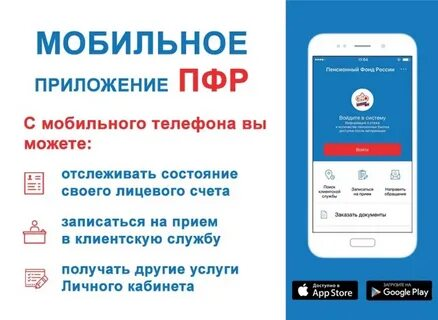 МОБИЛЬНОЕ
ПРИЛОЖЕНИЕ ПФР
С мобильного телефона вы
можете:
отслеживать состояние
своего лицевого счета
записаться на прием
в клиентскую службу
получать другие услуги
Личного кабинета
11:54
Пенсионный Фонд России
Войдите в систему
Войти
Поиск
клиентской
службы
Записаться
на прием
Направить
обращение
Заказать документы
Доступно в
App Store
ЗАГРУЗИТЕ НА
Google Play